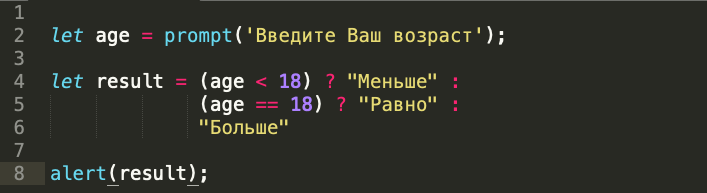 1
2 let age = prompt('Введите Ваш возраст');
3
4 let result = (age < 18) ? "Меньше" :
5 (age == 18) ? "Равно" :
6 "Больше"
7
8 alert(result);